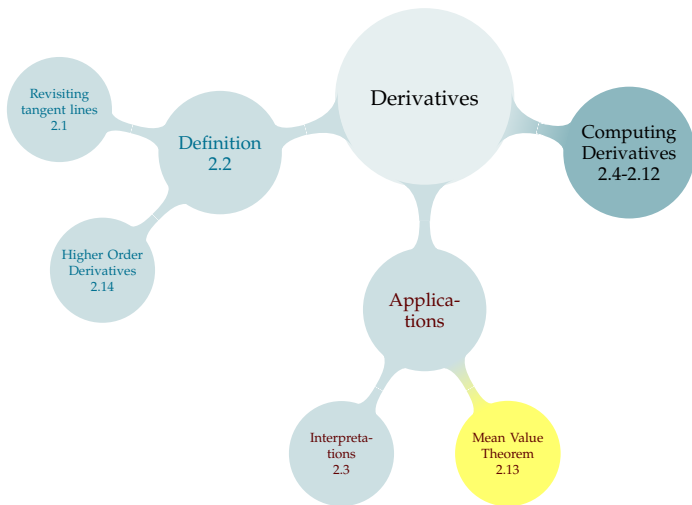 Derivatives
Revisiting
tangent lines
2.1
Definition
2.2
Computing
Derivatives
2.4-2.12
Higher Order
Derivatives
2.14
Applica-
tions
Interpreta-
tions
2.3
Mean Value
Theorem
2.13